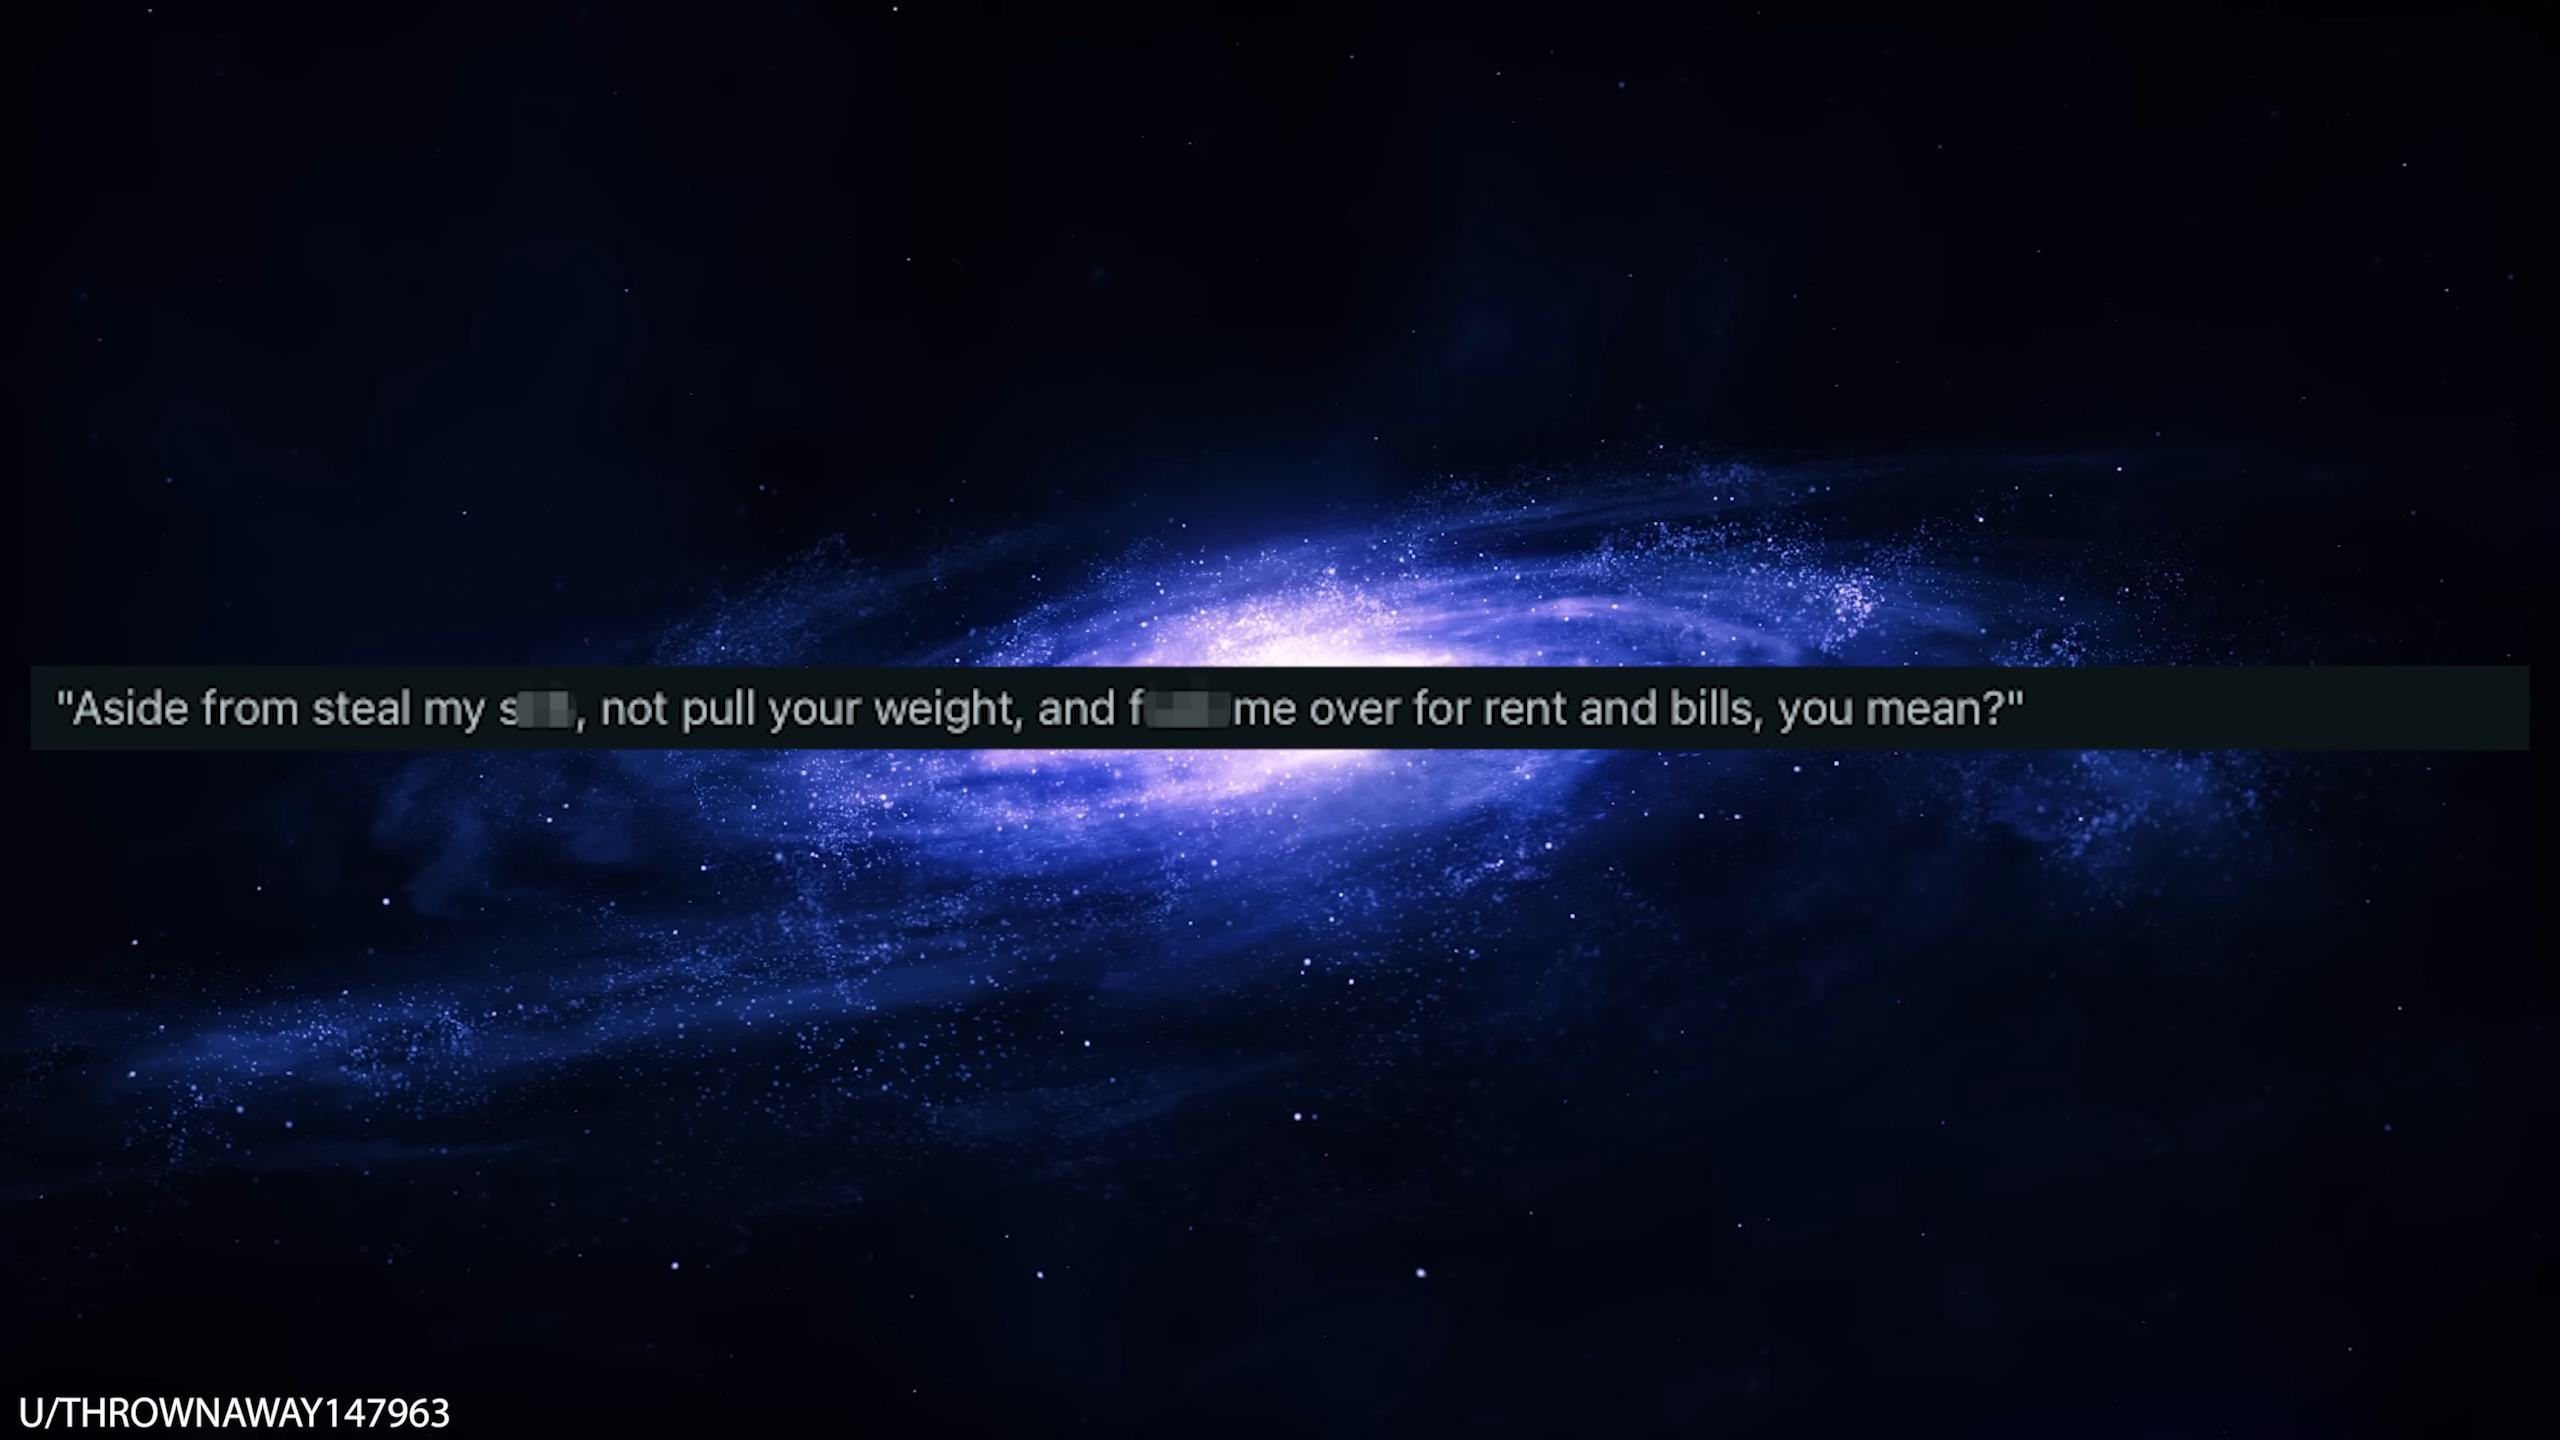 "Aside from steal my s, not pull your weight, and f me over for rent and bills, you mean?"
U/THROWNAWAY147963